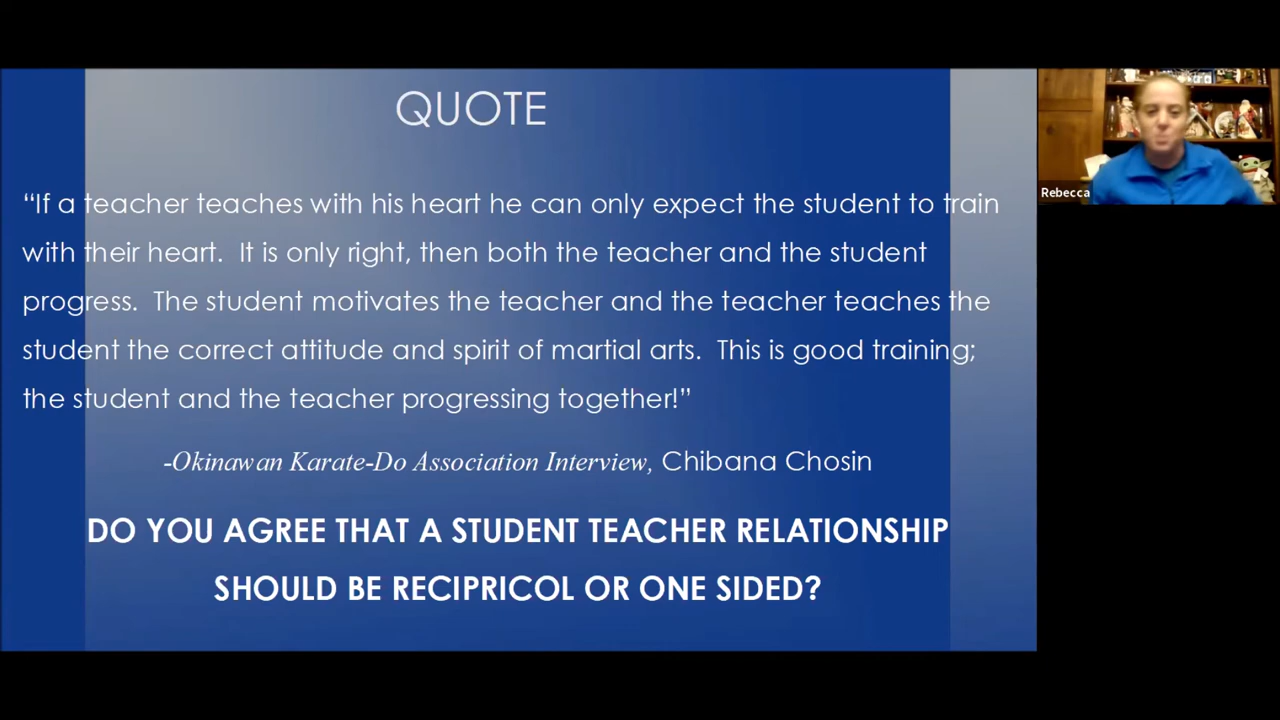 QUOTE
“If a teacher teaches with his heart he can only expect the student to train
with their heart.  It is only right, then both the teacher and the student
progress.  The student motivates the teacher and the teacher teaches the
student the correct attitude and spirit of martial arts.  This is good training;
the student and the teacher progressing together!”
-Okinawan Karate-Do Association Interview, Chibana Chosin
DO YOU AGREE THAT A STUDENT TEACHER RELATIONSHIP
SHOULD BE RECIPRICOL OR ONE SIDED?
Rebecca